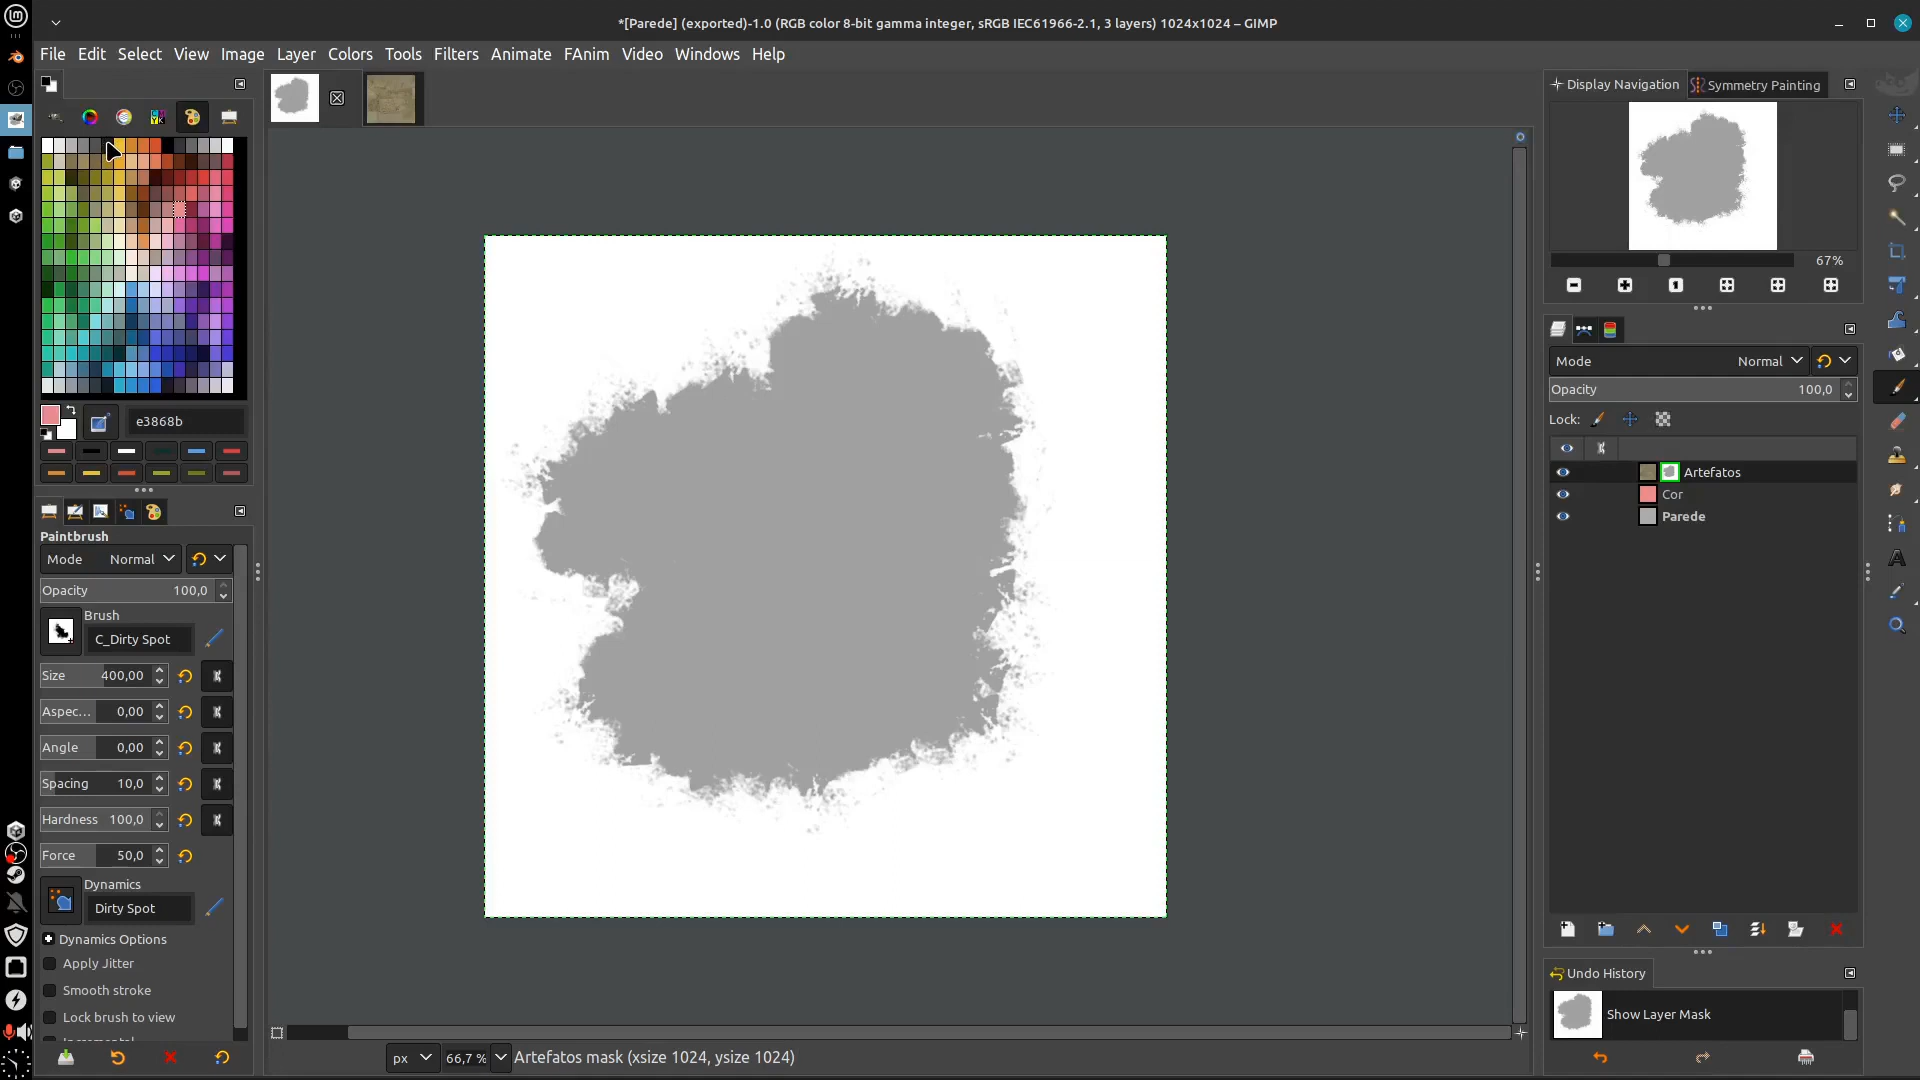 *[Parede] (exported)-1.0 (RGB color 8-bit gamma integer, sRGB IEC61966-2.1, 3 layers) 1024x1024 – GIMP
File Edit Select View Image Layer Colors Tools Filters Animate FAnim Video Windows Help
Display Navigation
Symmetry Painting
67%
Mode Normal
Opacity 100,0
Lock:
Artefatos
Cor
Parede
Undo History
Show Layer Mask
e3868b
Paintbrush
Mode Normal
Opacity 100,0
Brush
C_Dirty Spot
Size 400,00
Aspec... 0,00
Angle 0,00
Spacing 10,0
Hardness 100,0
Force 50,0
Dynamics
Dirty Spot
Dynamics Options
Apply Jitter
Smooth stroke
Lock brush to view
px 66,7 % Artefatos mask (xsize 1024, ysize 1024)